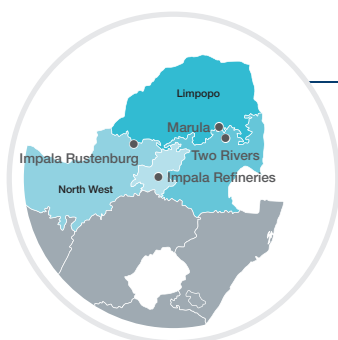 Limpopo
Marula
Impala Rustenburg
Two Rivers
Impala Refineries
North West